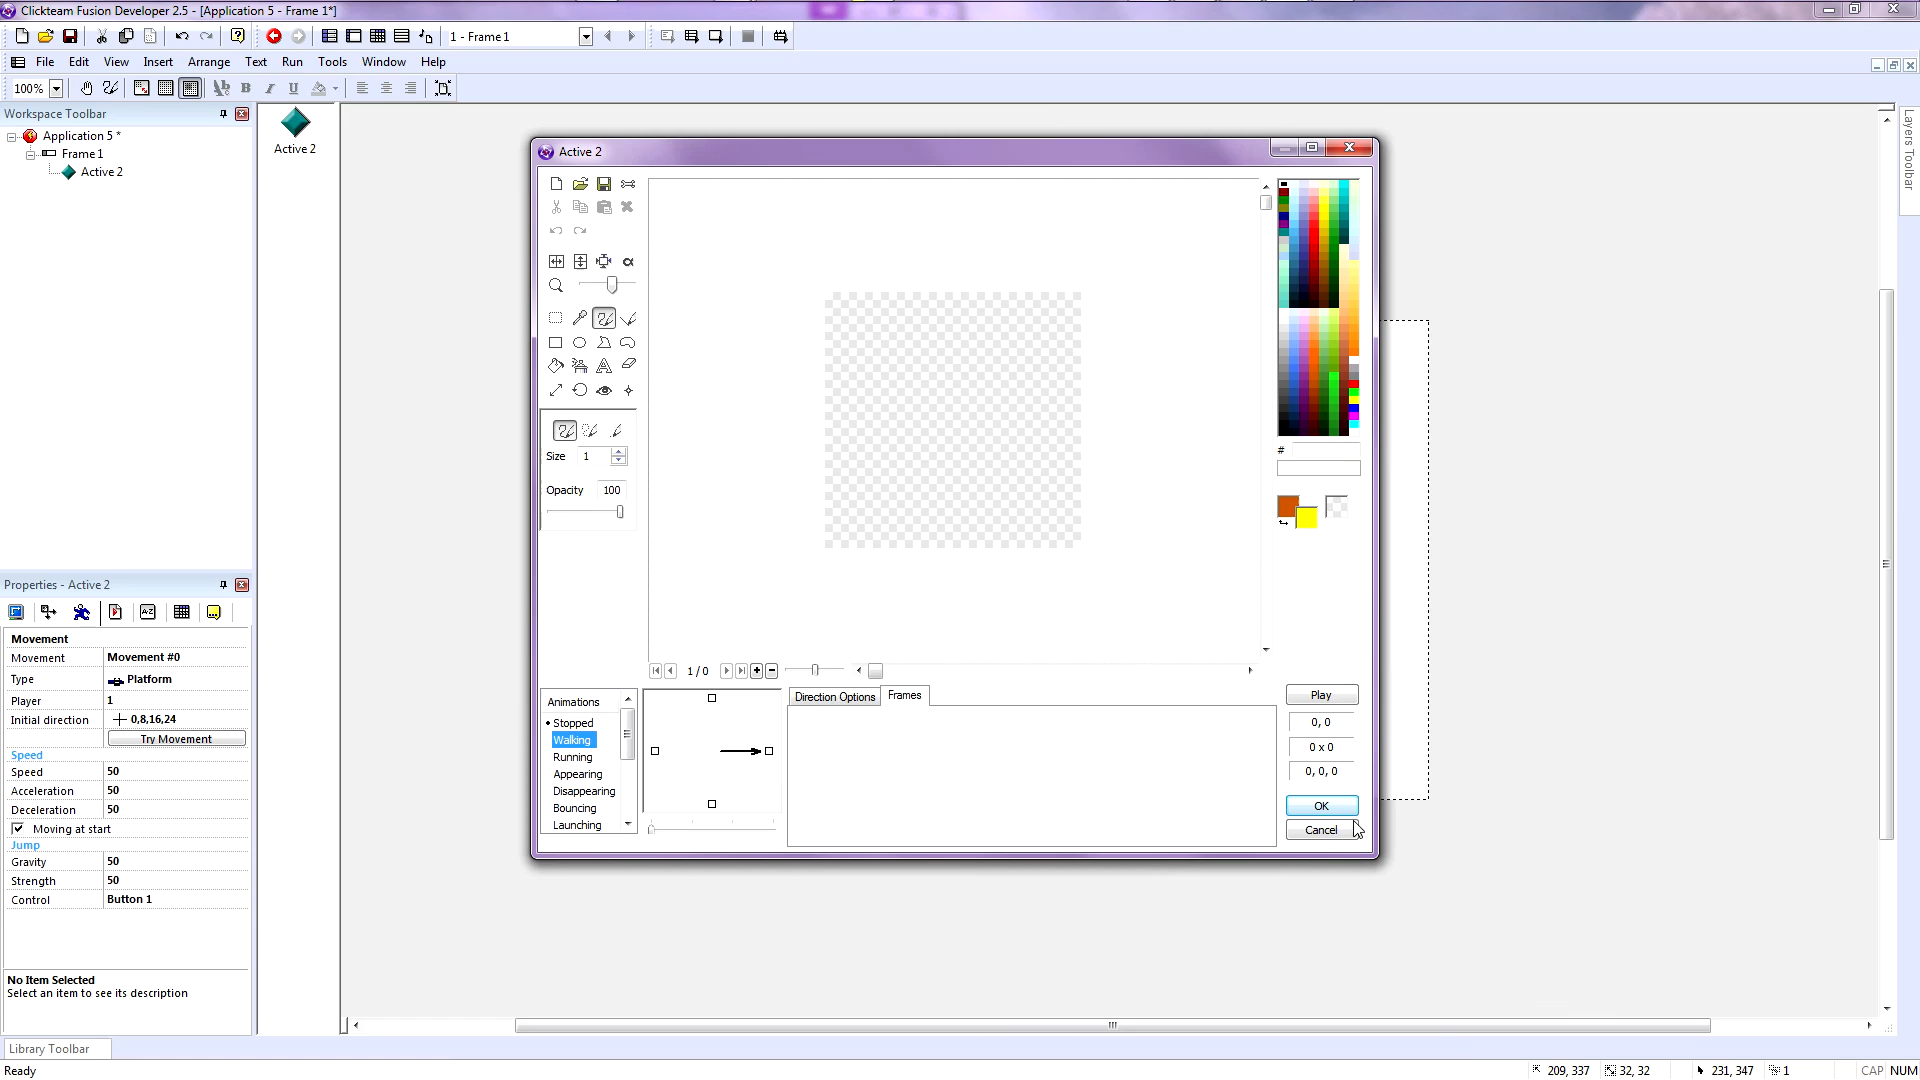 Clickteam Fusion Developer 2.5 - [Application 5 - Frame 1*]
1 - Frame 1
File Edit View Insert Arrange Text Run Tools Window Help
100%
Workspace Toolbar
Application 5 *
Frame 1
Active 2
Active 2
Layers Toolbar
Active 2
#
Size 1
Opacity 100
1 / 0
Animations
Stopped
Walking
Running
Appearing
Disappearing
Bouncing
Launching
Direction Options Frames
Play
0, 0
0 x 0
0, 0, 0
OK
Cancel
Properties - Active 2
Movement
Movement Movement #0
Type Platform
Player 1
Initial direction 0,8,16,24
Try Movement
Speed
Speed 50
Acceleration 50
Deceleration 50
Moving at start
Jump
Gravity 50
Strength 50
Control Button 1
No Item Selected
Select an item to see its description
Library Toolbar
Ready 209, 337 32, 32 231, 347 1 CAP NUM